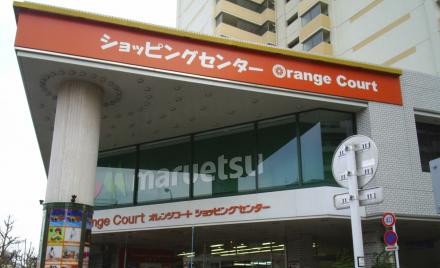 ショッピングセンター Orange Court
maruetsu
ange Court オレンジコート ショッピングセンター